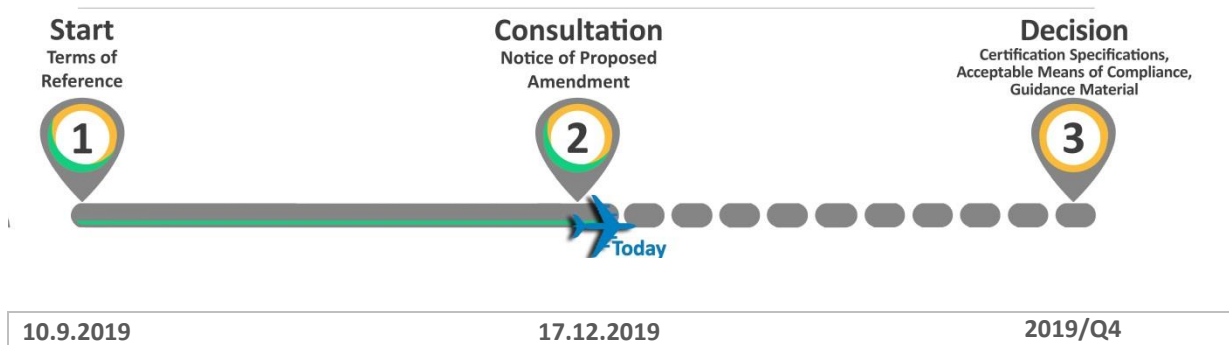 Start
Terms of
Reference
1
Consultation
Notice of Proposed
Amendment
2
Decision
Certification Specifications,
Acceptable Means of Compliance,
Guidance Material
3
Today
10.9.2019
17.12.2019
2019/Q4